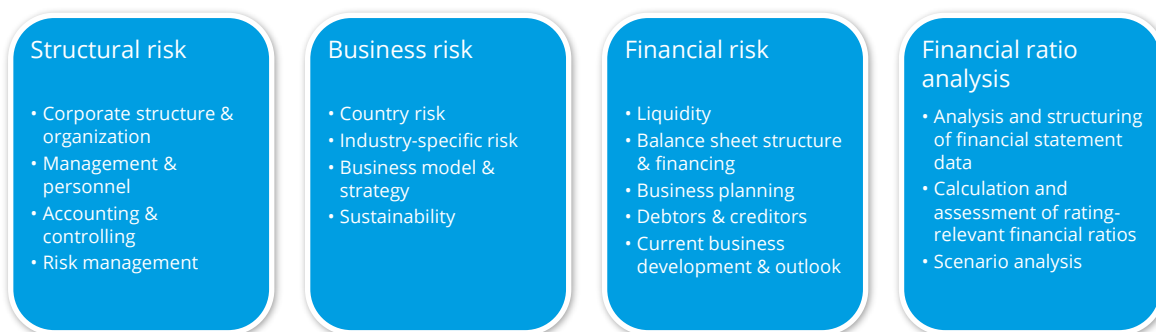 Structural risk
• Corporate structure &
organization
• Management &
personnel
• Accounting &
controlling
• Risk management
Business risk
• Country risk
• Industry-specific risk
• Business model &
strategy
• Sustainability
Financial risk
• Liquidity
• Balance sheet structure
& financing
• Business planning
• Debtors & creditors
• Current business
development & outlook
Financial ratio
analysis
• Analysis and structuring
of financial statement
data
• Calculation and
assessment of rating-
relevant financial ratios
• Scenario analysis